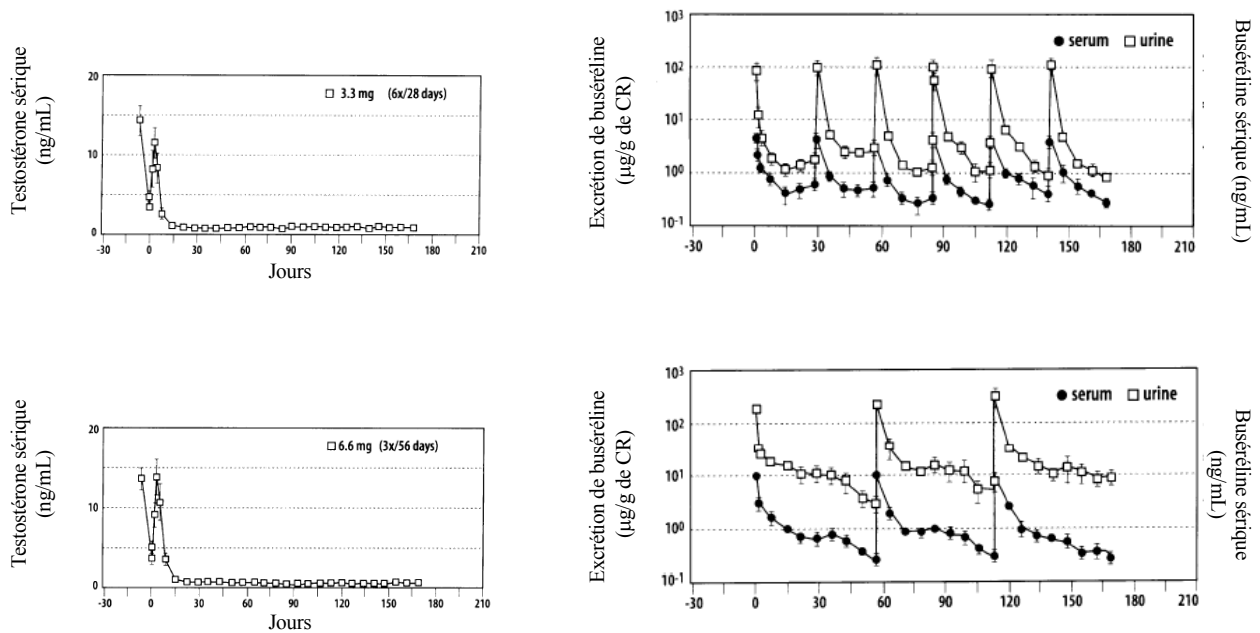 Testostérone sérique
(ng/mL)
20
10
0
3.3 mg (6x/28 days)
-30 0 30 60 90 120 150 180 210
Jours
Excrétion de buséréline
(µg/g de CR)
10³
10²
10¹
10⁰
10⁻¹
serum urine
-30 0 30 60 90 120 150 180 210
Buséréline sérique (ng/mL)
Testostérone sérique
(ng/mL)
20
10
0
6.6 mg (3x/56 days)
-30 0 30 60 90 120 150 180 210
Jours
Excrétion de buséréline
(µg/g de CR)
10³
10²
10¹
10⁰
10⁻¹
serum urine
-30 0 30 60 90 120 150 180 210
Buséréline sérique
(ng/mL)